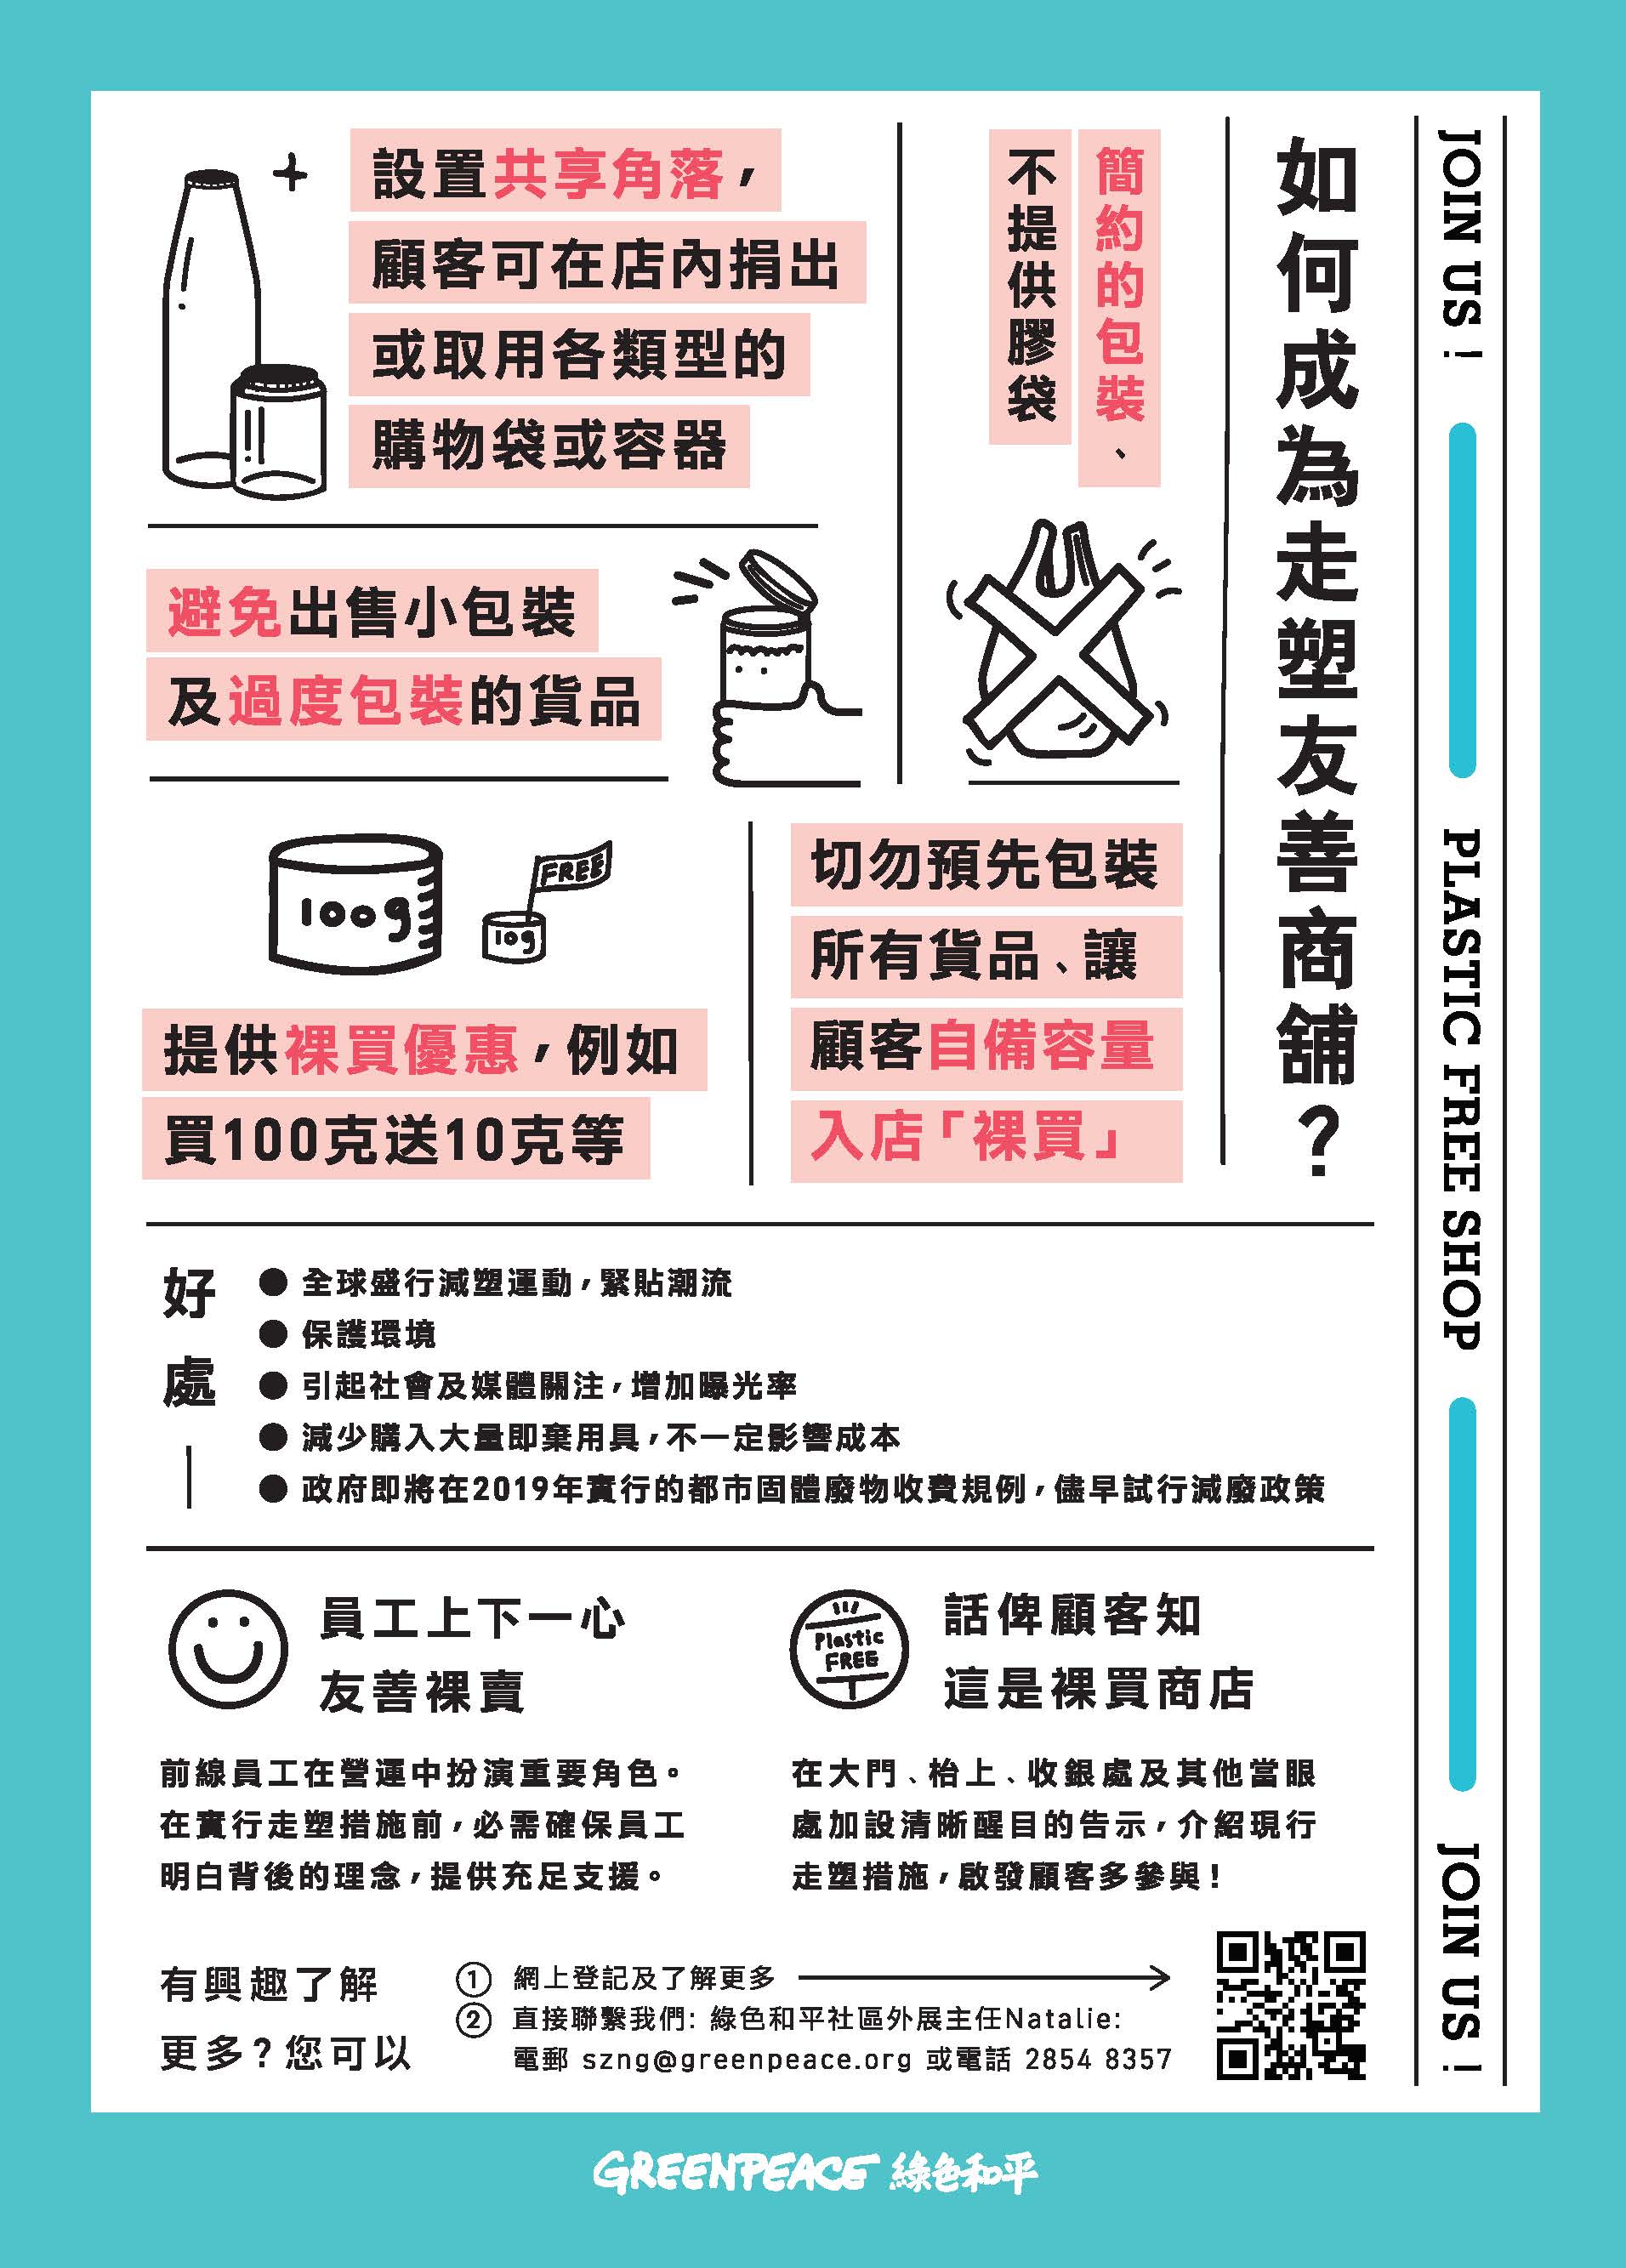 JOIN US！
PLASTIC FREE SHOP
JOIN US！
如何成為走塑友善商舖？
簡約的包裝、
不提供膠袋
設置共享角落，
顧客可在店內捐出
或取用各類型的
購物袋或容器
避免出售小包裝
及過度包裝的貨品
切勿預先包裝
所有貨品、讓
顧客自備容量
入店「裸買」
100g
10g
FREE
提供裸買優惠，例如
買100克送10克等
好處
● 全球盛行減塑運動，緊貼潮流
● 保護環境
● 引起社會及媒體關注，增加曝光率
● 減少購入大量即棄用具，不一定影響成本
● 政府即將在2019年實行的都市固體廢物收費規例，儘早試行減廢政策
員工上下一心
友善裸賣
前線員工在營運中扮演重要角色。
在實行走塑措施前，必需確保員工
明白背後的理念，提供充足支援。
Plastic
FREE
話俾顧客知
這是裸買商店
在大門、枱上、收銀處及其他當眼
處加設清晰醒目的告示，介紹現行
走塑措施，啟發顧客多參與！
有興趣了解
更多？您可以
① 網上登記及了解更多
② 直接聯繫我們: 綠色和平社區外展主任Natalie:
電郵 szng@greenpeace.org 或電話 2854 8357
GREENPEACE 綠色和平